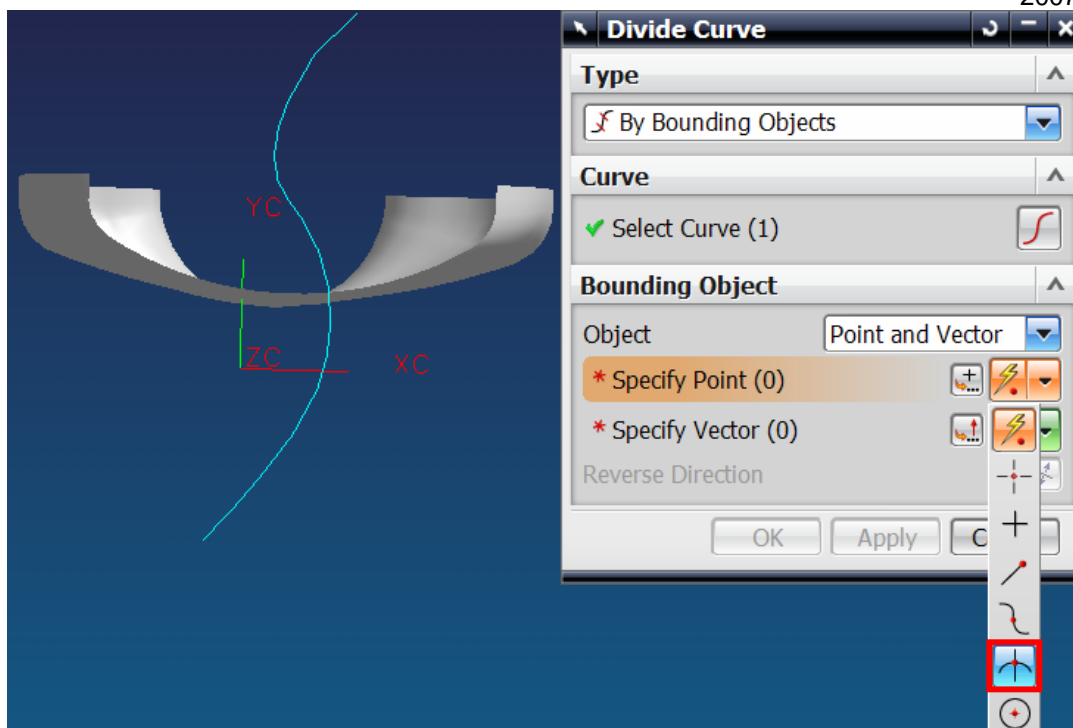 Divide Curve
Type
By Bounding Objects
Curve
Select Curve (1)
Bounding Object
Object Point and Vector
* Specify Point (0)
* Specify Vector (0)
Reverse Direction
OK Apply C
YC
ZC XC